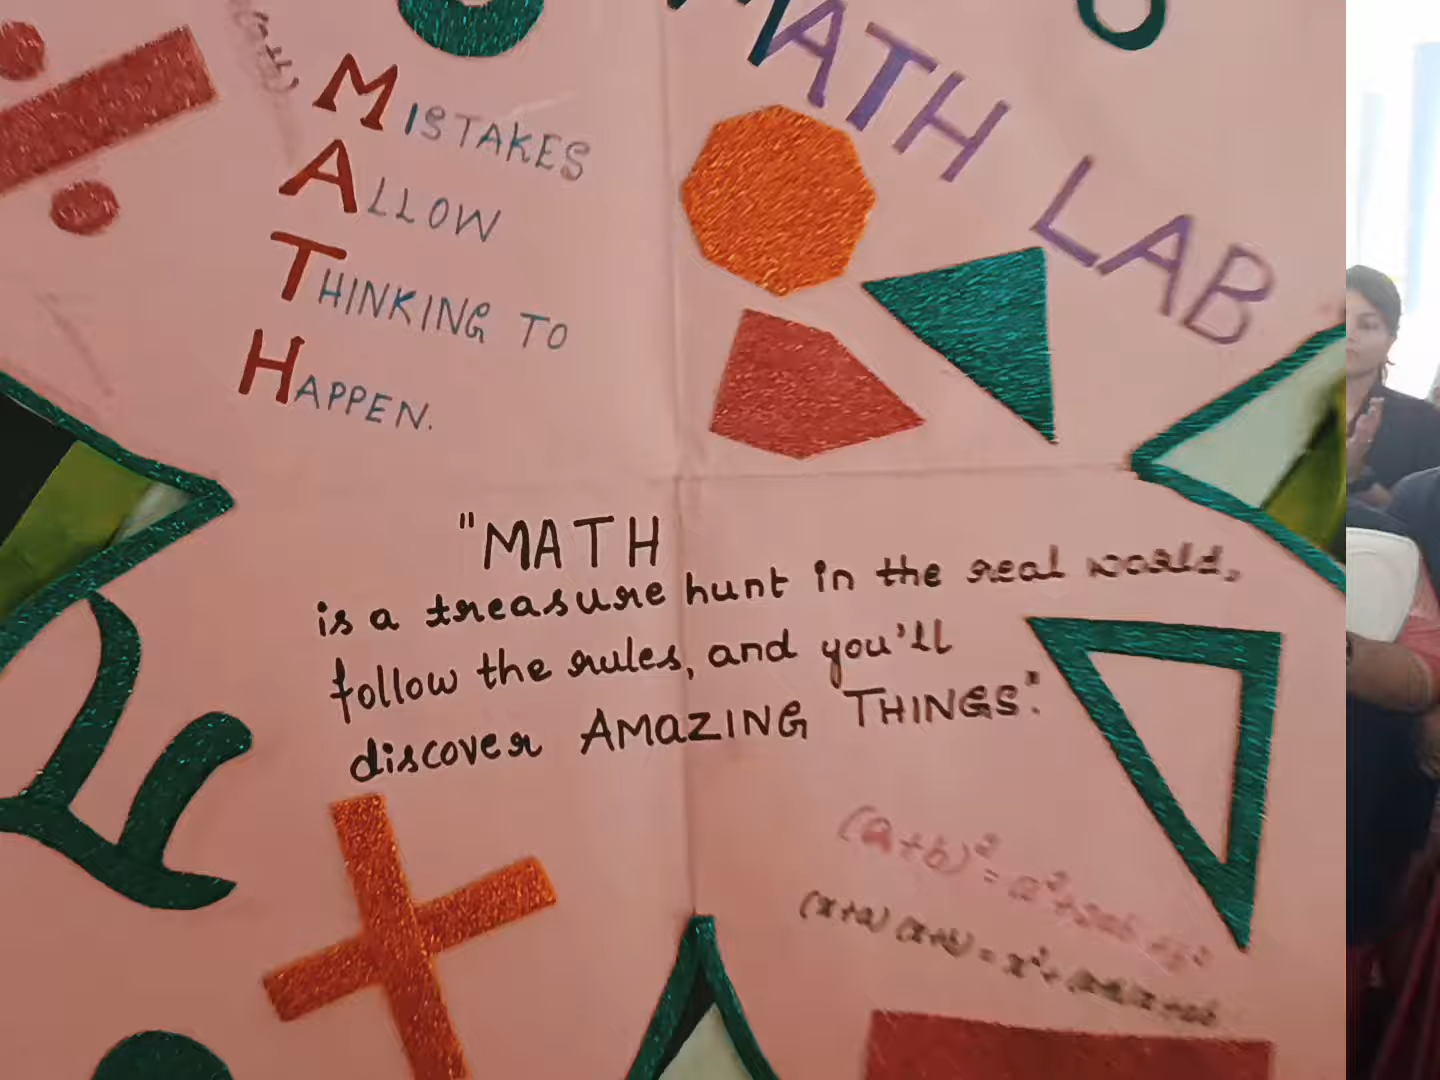 MATH LAB
MISTAKES
ALLOW
THINKING TO
HAPPEN.
"MATH
is a treasure hunt in the real world,
follow the rules, and you'll
discover AMAZING THINGS".
(a+b)² = a²+2ab+b²
(x+a) (x+b) = x²+